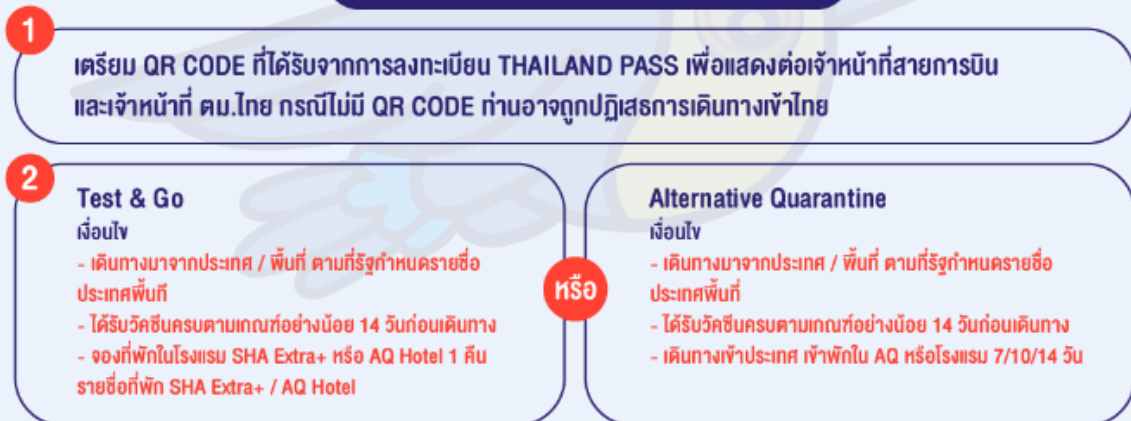 1
เตรียม QR CODE ที่ได้รับจากการลงทะเบียน THAILAND PASS เพื่อแสดงต่อเจ้าหน้าที่สายการบิน
และเจ้าหน้าที่ ตม.ไทย กรณีไม่มี QR CODE ท่านอาจถูกปฏิเสธการเดินทางเข้าไทย
2
Test & Go
เงื่อนไข
- เดินทางมาจากประเทศ / พื้นที่ ตามที่รัฐกำหนดรายชื่อ
ประเทศพื้นที
- ได้รับวัคซีนครบตามเกณฑ์อย่างน้อย 14 วันก่อนเดินทาง
- จองที่พักในโรงแรม SHA Extra+ หรือ AQ Hotel 1 คืน
รายชื่อที่พัก SHA Extra+ / AQ Hotel
หรือ
Alternative Quarantine
เงื่อนไข
- เดินทางมาจากประเทศ / พื้นที่ ตามที่รัฐกำหนดรายชื่อ
ประเทศพื้นที่
- ได้รับวัคซีนครบตามเกณฑ์อย่างน้อย 14 วันก่อนเดินทาง
- เดินทางเข้าประเทศ เข้าพักใน AQ หรือโรงแรม 7/10/14 วัน